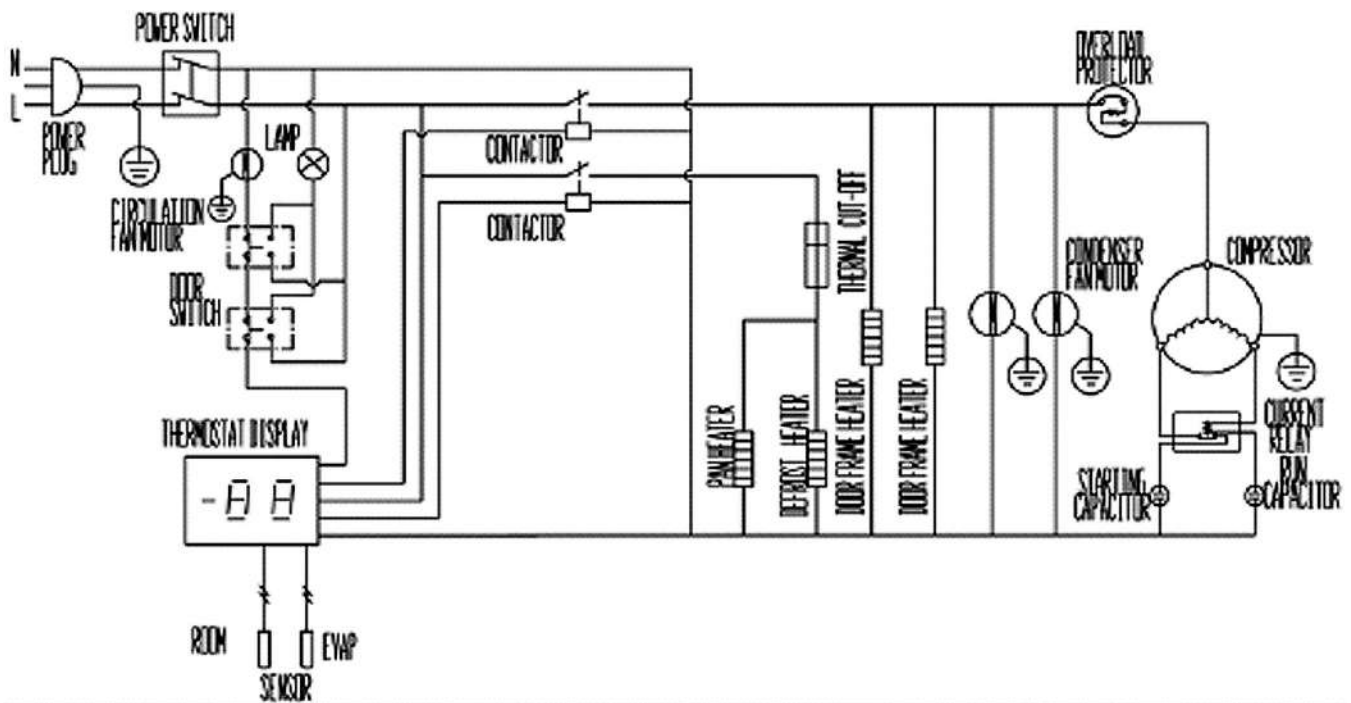 POWER SWITCH
N
L
POWER
PLUG
LAMP
CIRCULATION
FAN MOTOR
DOOR
SWITCH
CONTACTOR
CONTACTOR
THERMAL CUT-OFF
OVERLOAD
PROTECTOR
CONDENSER
FAN MOTOR
COMPRESSOR
THERMOSTAT DISPLAY
-88
PAN HEATER
DEFROST HEATER
DOOR FRAME HEATER
DOOR FRAME HEATER
CURRENT
RELAY
STARTING
CAPACITOR
RUN
CAPACITOR
ROOM
EVAP
SENSOR